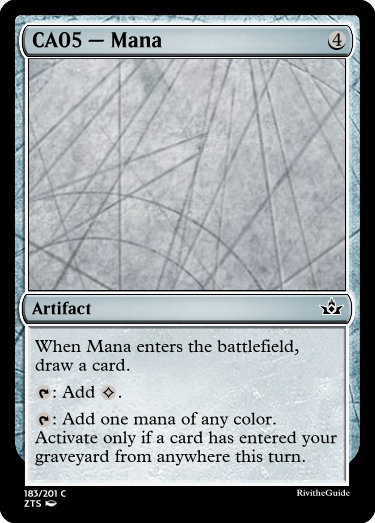 CA05 — Mana 4
Artifact
When Mana enters the battlefield,
draw a card.
: Add .
: Add one mana of any color.
Activate only if a card has entered your
graveyard from anywhere this turn.
183/201 C
ZTS
RivitheGuide